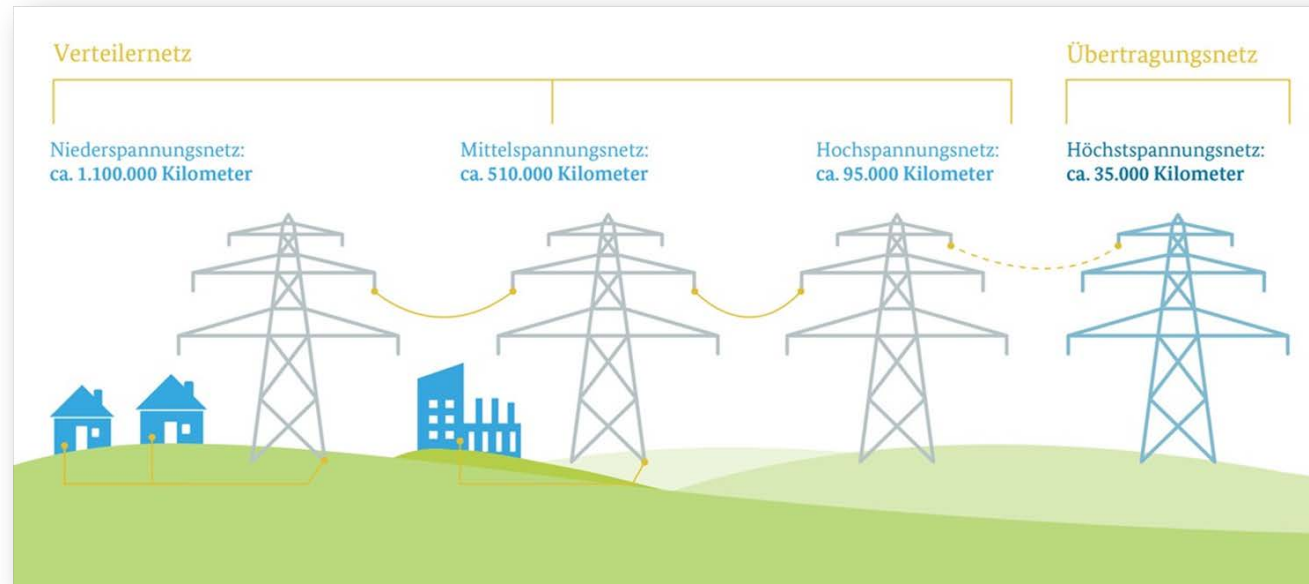 Verteilernetz
Übertragungsnetz
Niederspannungsnetz:
ca. 1.100.000 Kilometer
Mittelspannungsnetz:
ca. 510.000 Kilometer
Hochspannungsnetz:
ca. 95.000 Kilometer
Höchstspannungsnetz:
ca. 35.000 Kilometer